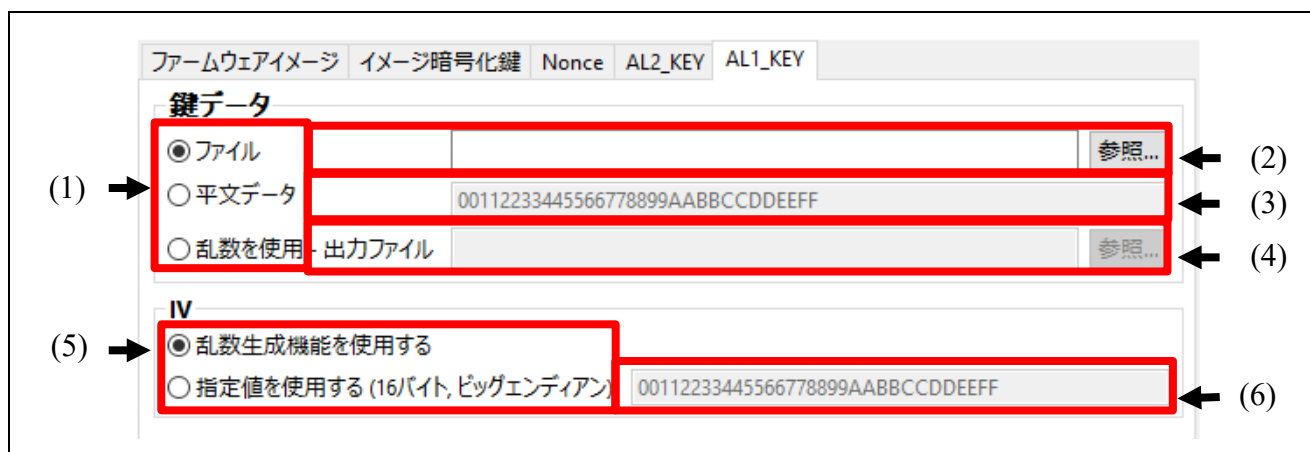 ファームウェアイメージ イメージ暗号化鍵 Nonce AL2_KEY AL1_KEY
鍵データ
ファイル 参照... (2)
(1) 平文データ 00112233445566778899AABBCCDDEEFF (3)
乱数を使用 - 出力ファイル 参照... (4)
IV
(5) 乱数生成機能を使用する
指定値を使用する (16バイト, ビッグエンディアン) 00112233445566778899AABBCCDDEEFF (6)